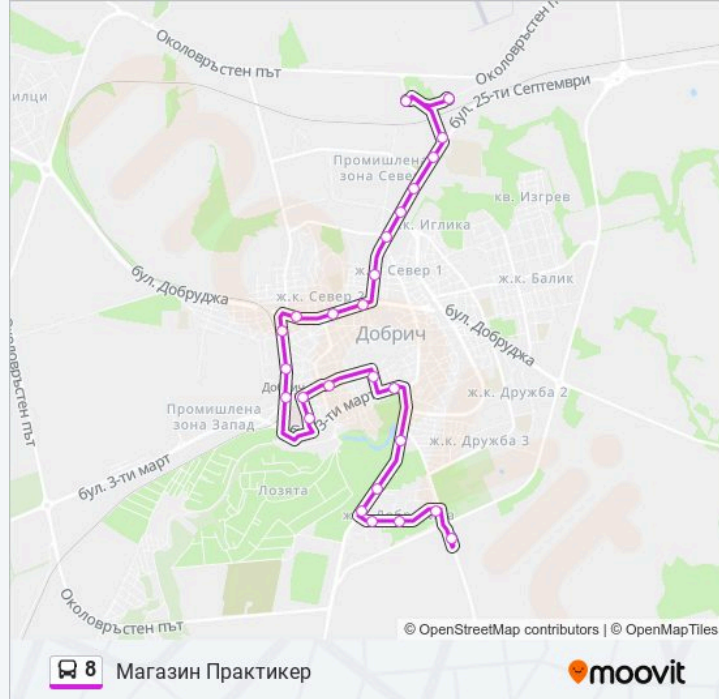 Околовръстен път
Околовръстен
бул. 25-ти Септември
илци
Промишлена
зона Север
кв. Изгрев
ж.к. Иглика
ж.к. Север 1
ж.к. Балик
бул. Добруджа
ж.к. Север 2
бул. Добруджа
Добрич
Околовръстен път
Добрич
ж.к. Дружба 2
3-ти март
Промишлена
зона Запад
ж.к. Дружба 3
бул. 3-ти март
Лозята
Околовръстен път
© OpenStreetMap contributors | © OpenMapTiles
8 Магазин Практикер
moovit